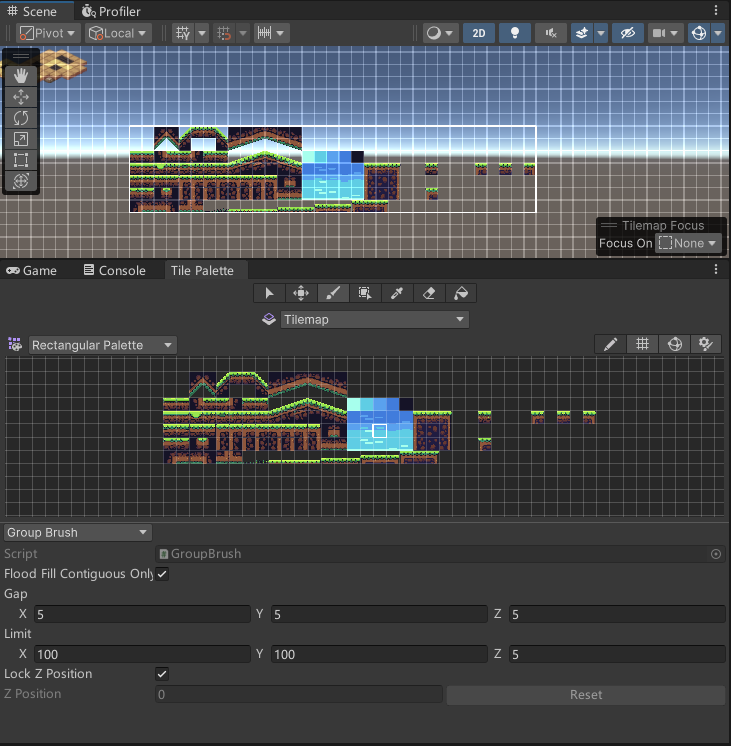 Scene Profiler
Pivot Local 2D
Tilemap Focus
Focus On None
Game Console Tile Palette
Tilemap
Rectangular Palette
Group Brush
Script GroupBrush
Flood Fill Contiguous Only
Gap
X 5 Y 5 Z 5
Limit
X 100 Y 100 Z 5
Lock Z Position
Z Position 0 Reset